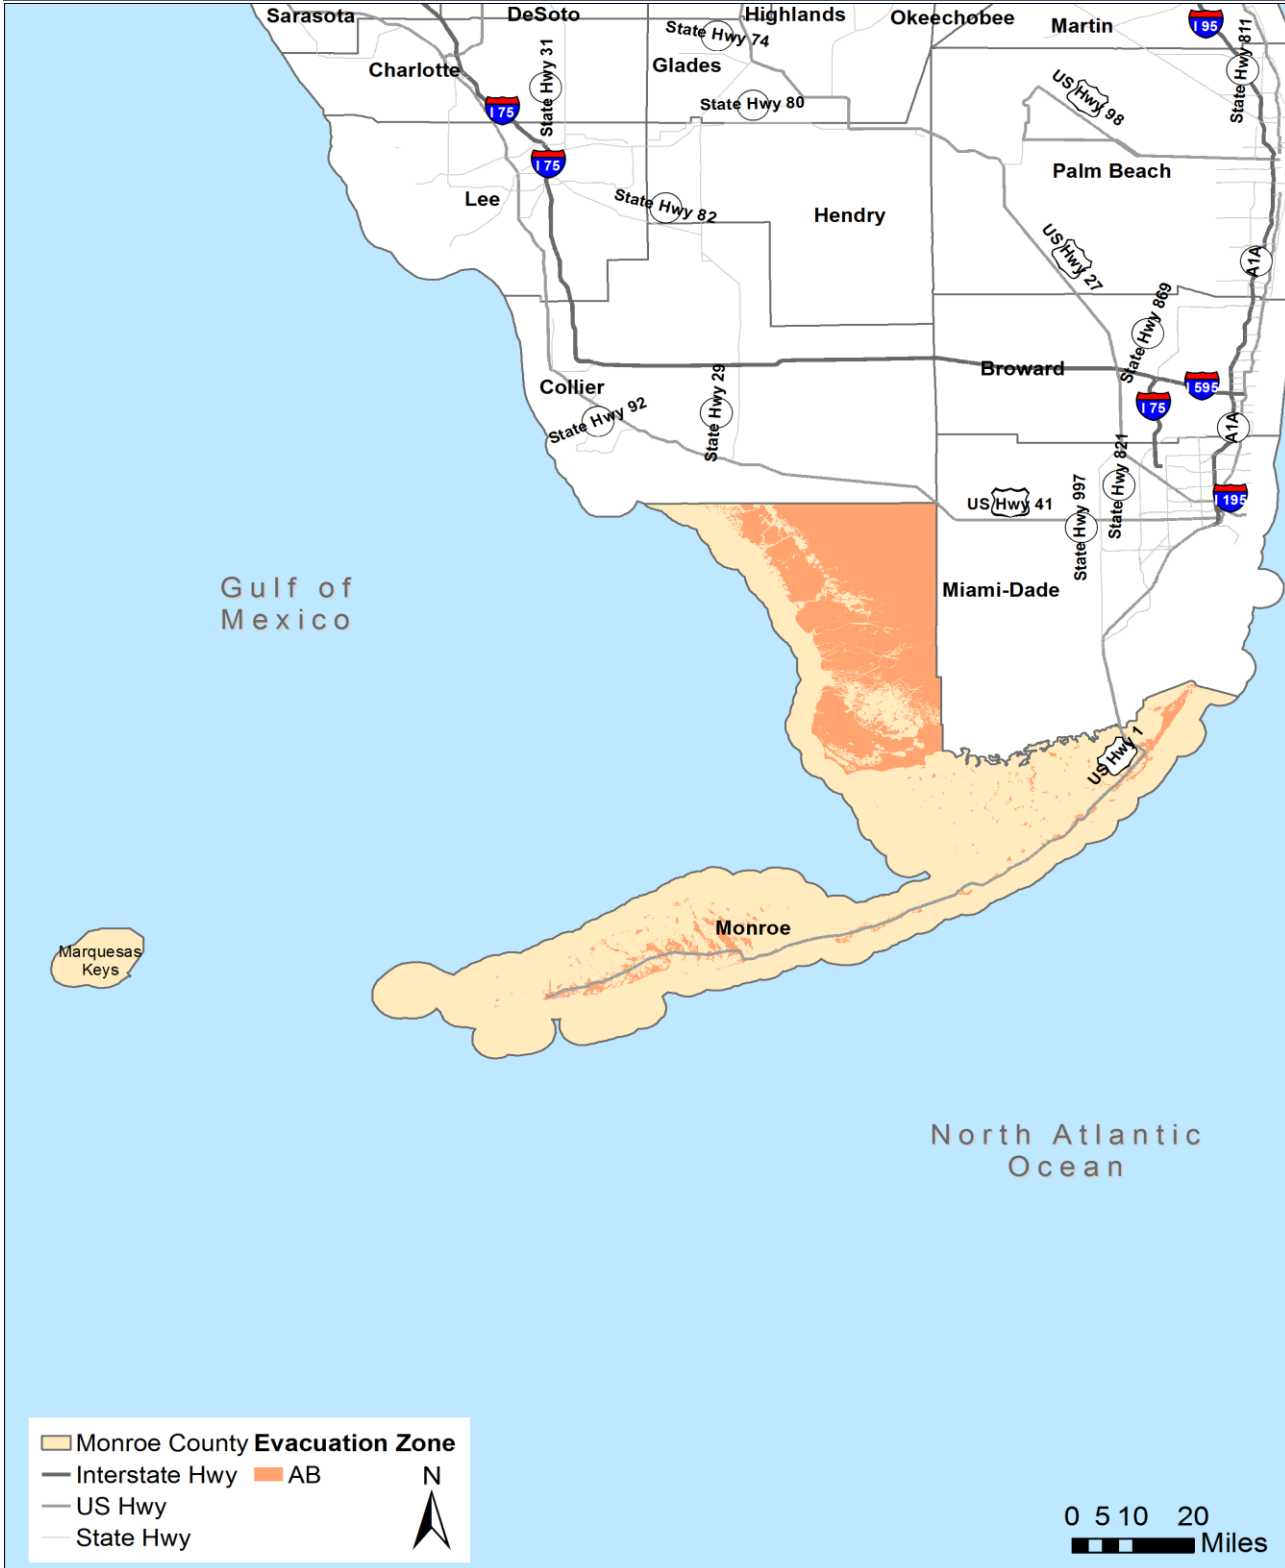 Sarasota
DeSoto
Highlands
Okeechobee
Martin
I 95
State Hwy 811
State Hwy 74
Charlotte
State Hwy 31
Glades
I 75
State Hwy 80
US Hwy 98
I 75
Palm Beach
Lee
State Hwy 82
Hendry
US Hwy 27
A1A
State Hwy 869
Broward
I 595
Collier
I 75
State Hwy 92
State Hwy 29
A1A
State Hwy 821
US Hwy 41
State Hwy 997
I 195
Gulf of
Mexico
Miami-Dade
US Hwy 1
Monroe
Marquesas
Keys
North Atlantic
Ocean
Monroe County
Evacuation Zone
Interstate Hwy
AB
N
US Hwy
State Hwy
0 5 10 20
Miles